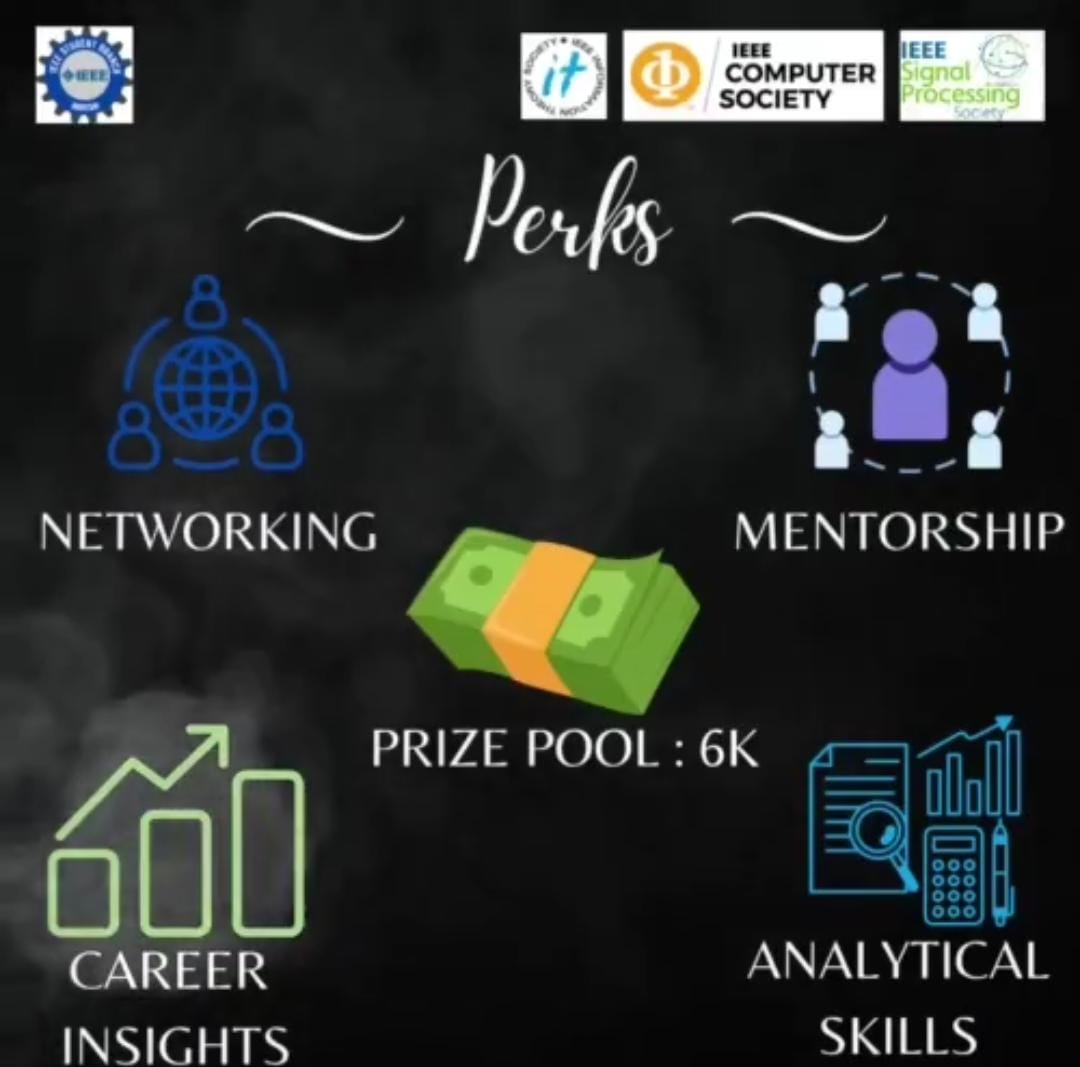 IEEE STUDENT BRANCH
IEEE
SOCIETY • IEEE INFORMATION THEORY
it
IEEE
COMPUTER
SOCIETY
IEEE
Signal
Processing
Society
Perks
NETWORKING
MENTORSHIP
PRIZE POOL : 6K
CAREER
INSIGHTS
ANALYTICAL
SKILLS